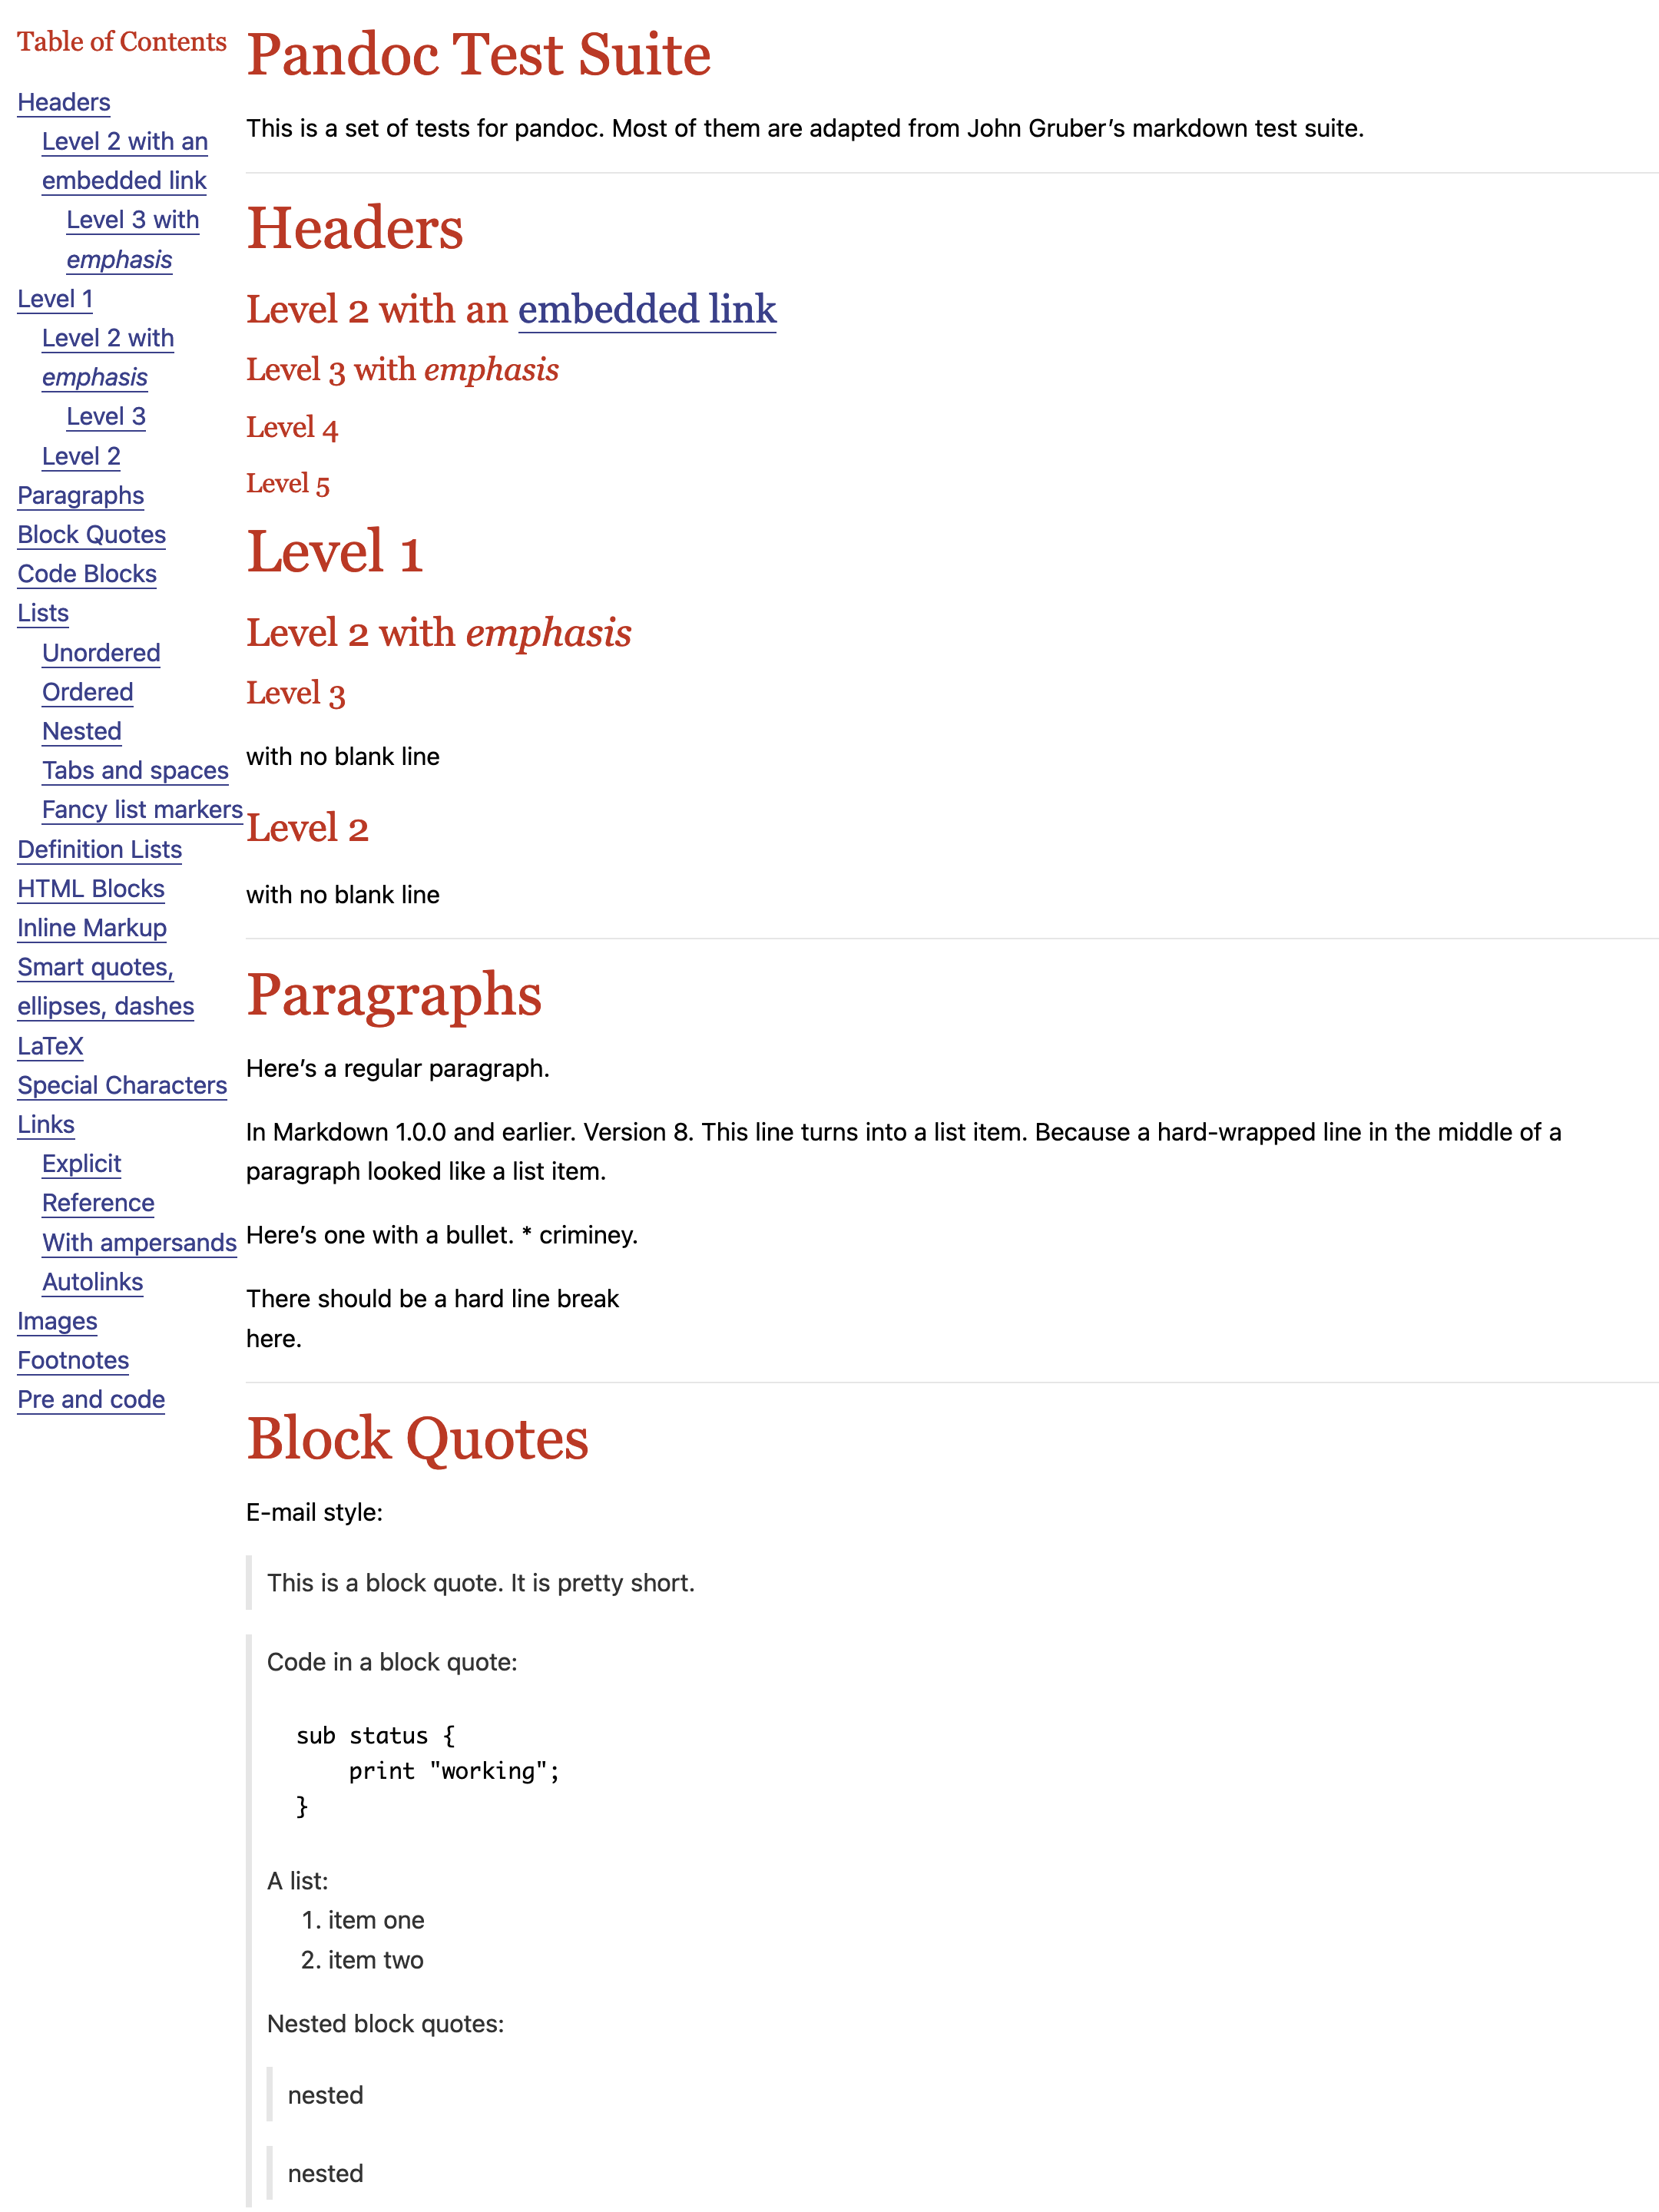 Table of Contents
Headers
Level 2 with an
embedded link
Level 3 with
emphasis
Level 1
Level 2 with
emphasis
Level 3
Level 2
Paragraphs
Block Quotes
Code Blocks
Lists
Unordered
Ordered
Nested
Tabs and spaces
Fancy list markers
Definition Lists
HTML Blocks
Inline Markup
Smart quotes,
ellipses, dashes
LaTeX
Special Characters
Links
Explicit
Reference
With ampersands
Autolinks
Images
Footnotes
Pre and code
Pandoc Test Suite
This is a set of tests for pandoc. Most of them are adapted from John Gruber’s markdown test suite.
Headers
Level 2 with an embedded link
Level 3 with emphasis
Level 4
Level 5
Level 1
Level 2 with emphasis
Level 3
with no blank line
Level 2
with no blank line
Paragraphs
Here’s a regular paragraph.
In Markdown 1.0.0 and earlier. Version 8. This line turns into a list item. Because a hard-wrapped line in the middle of a
paragraph looked like a list item.
Here’s one with a bullet. * criminey.
There should be a hard line break
here.
Block Quotes
E-mail style:
This is a block quote. It is pretty short.
Code in a block quote:
sub status {
    print "working";
}
A list:
1. item one
2. item two
Nested block quotes:
nested
nested